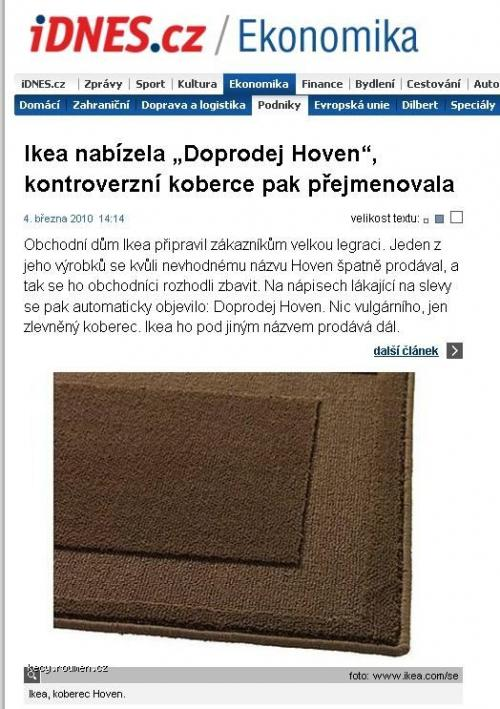 iDNES.cz / Ekonomika
iDNES.cz | Zprávy | Sport | Kultura | Ekonomika | Finance | Bydlení | Cestování | Auto
Domácí | Zahraniční | Doprava a logistika | Podniky | Evropská unie | Dilbert | Speciály
Ikea nabízela „Doprodej Hoven“,
kontroverzní koberce pak přejmenovala
4. března 2010 14:14
velikost textu:
Obchodní dům Ikea připravil zákazníkům velkou legraci. Jeden z
jeho výrobků se kvůli nevhodnému názvu Hoven špatně prodával, a
tak se ho obchodníci rozhodli zbavit. Na nápisech lákající na slevy
se pak automaticky objevilo: Doprodej Hoven. Nic vulgárního, jen
zlevněný koberec. Ikea ho pod jiným názvem prodává dál.
další článek
kecy.roumen.cz
foto: www.ikea.com/se
Ikea, koberec Hoven.